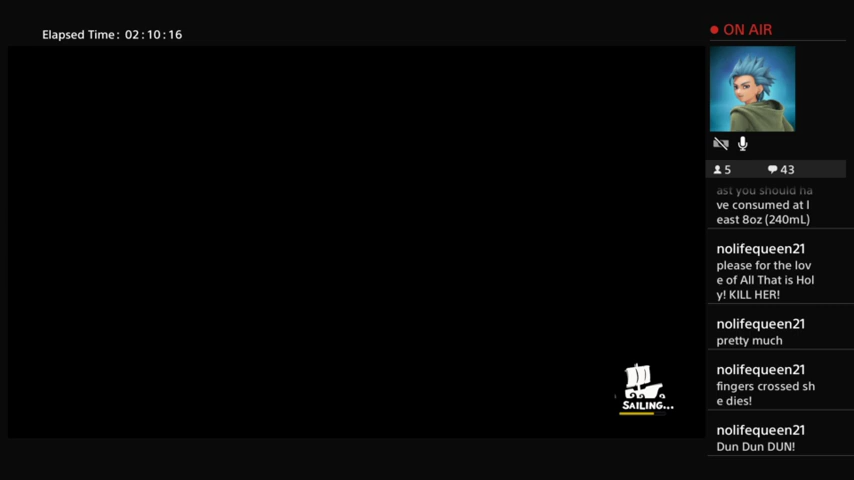 Elapsed Time: 02:10:16
ON AIR
5 43
ast you should ha
ve consumed at l
east 8oz (240mL)
nolifequeen21
please for the lov
e of All That is Hol
y! KILL HER!
nolifequeen21
pretty much
nolifequeen21
fingers crossed sh
e dies!
nolifequeen21
Dun Dun DUN!
SAILING...